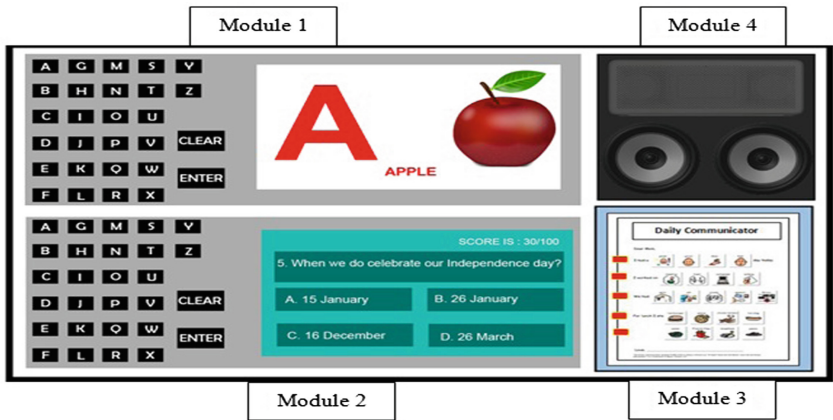 Module 1
Module 4
A G M S Y
B H N T Z
C I O U
D J P V CLEAR
E K Q W
ENTER
F L R X
A
APPLE
A G M S Y
B H N T Z
C I O U
D J P V CLEAR
E K Q W
ENTER
F L R X
SCORE IS : 30/100
5. When we do celebrate our Independence day?
A. 15 January
B. 26 January
C. 16 December
D. 26 March
Daily Communicator
Module 2
Module 3